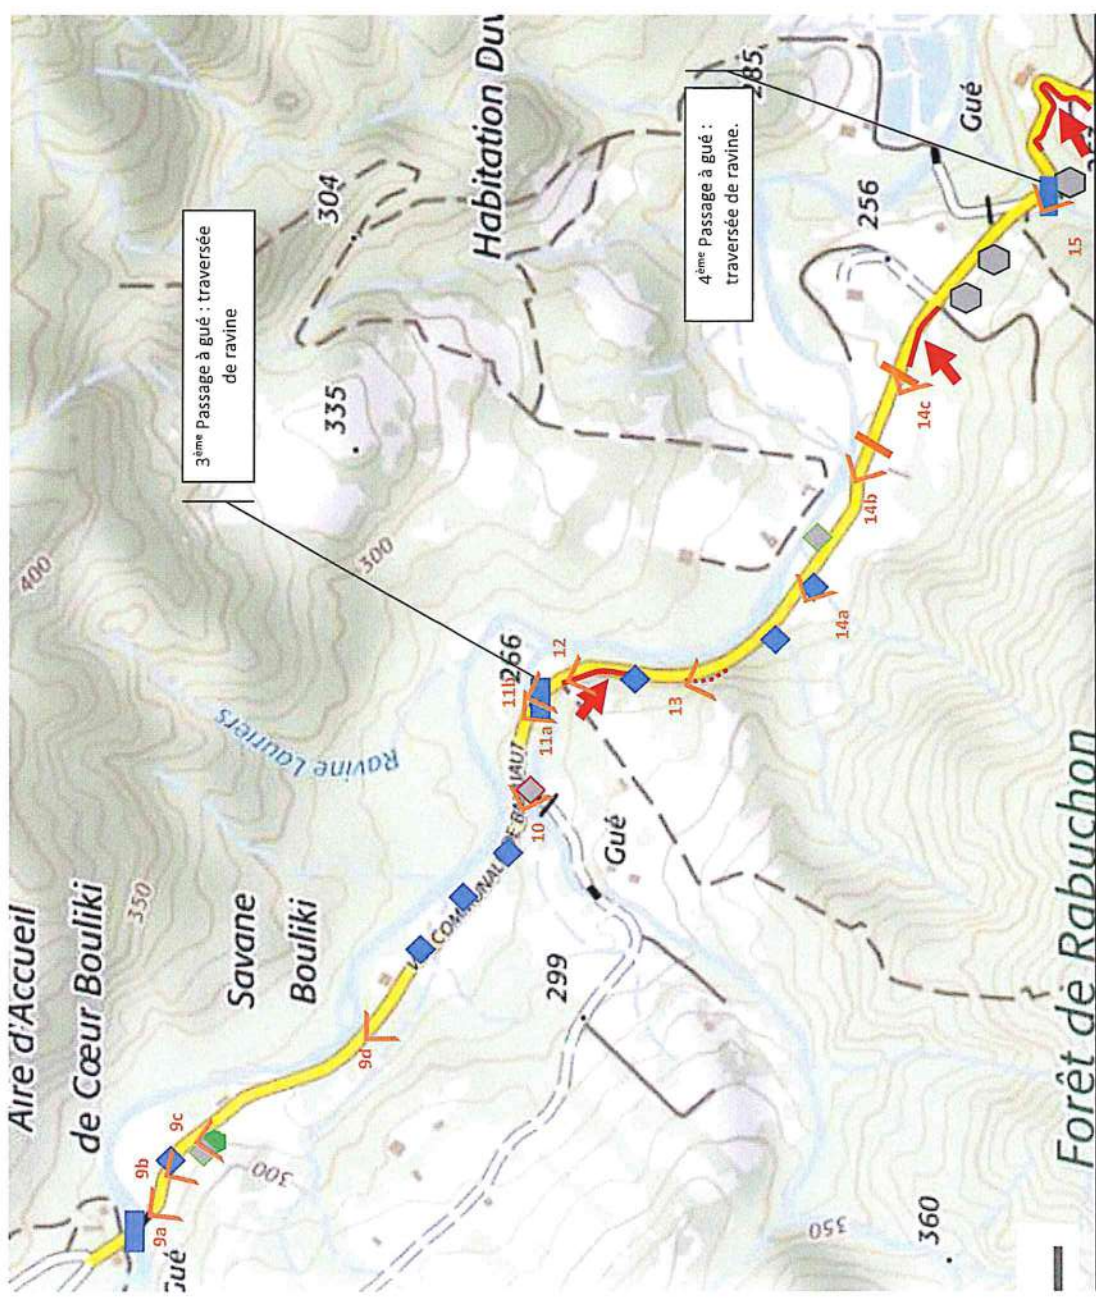 Aire d'Accueil
de Cœur Bouliki
Savane
Bouliki
Ravine Lauriers
400
350
300
300
335
304
Habitation Duv
285
256
266
299
350
360
Gué
Gué
Gué
Forêt de Rabuchon
3ème Passage à gué : traversée
de ravine
4ème Passage à gué :
traversée de ravine.
9a
9b
9c
9d
10
11a
11b
12
13
14a
14b
14c
15
COMMUNAL